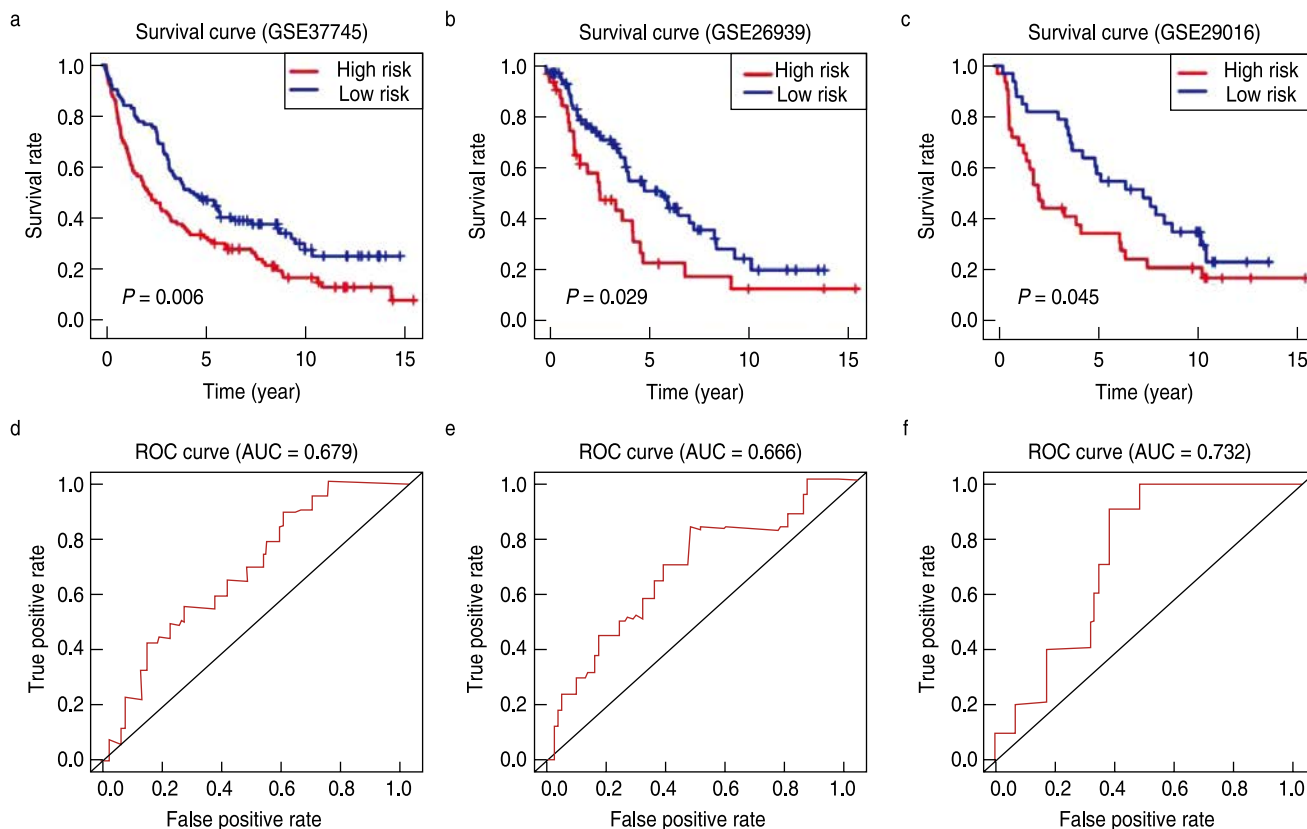 a
Survival curve (GSE37745)
High risk
Low risk
1.0
0.8
0.6
0.4
0.2
0.0
Survival rate
P = 0.006
0 5 10 15
Time (year)
b
Survival curve (GSE26939)
High risk
Low risk
1.0
0.8
0.6
0.4
0.2
0.0
Survival rate
P = 0.029
0 5 10 15
Time (year)
c
Survival curve (GSE29016)
High risk
Low risk
1.0
0.8
0.6
0.4
0.2
0.0
Survival rate
P = 0.045
0 5 10 15
Time (year)
d
ROC curve (AUC = 0.679)
1.0
0.8
0.6
0.4
0.2
0.0
True positive rate
0.0 0.2 0.4 0.6 0.8 1.0
False positive rate
e
ROC curve (AUC = 0.666)
1.0
0.8
0.6
0.4
0.2
0.0
True positive rate
0.0 0.2 0.4 0.6 0.8 1.0
False positive rate
f
ROC curve (AUC = 0.732)
1.0
0.8
0.6
0.4
0.2
0.0
True positive rate
0.0 0.2 0.4 0.6 0.8 1.0
False positive rate